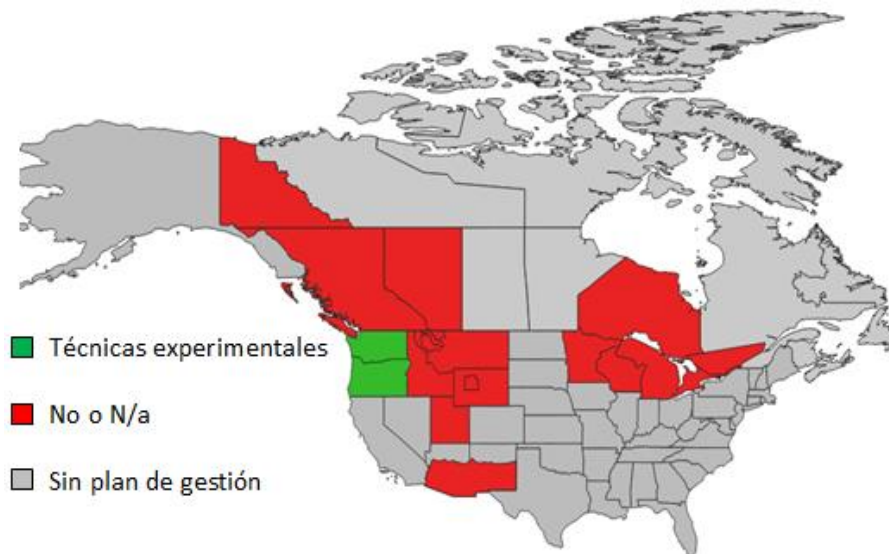 Técnicas experimentales
No o N/a
Sin plan de gestión